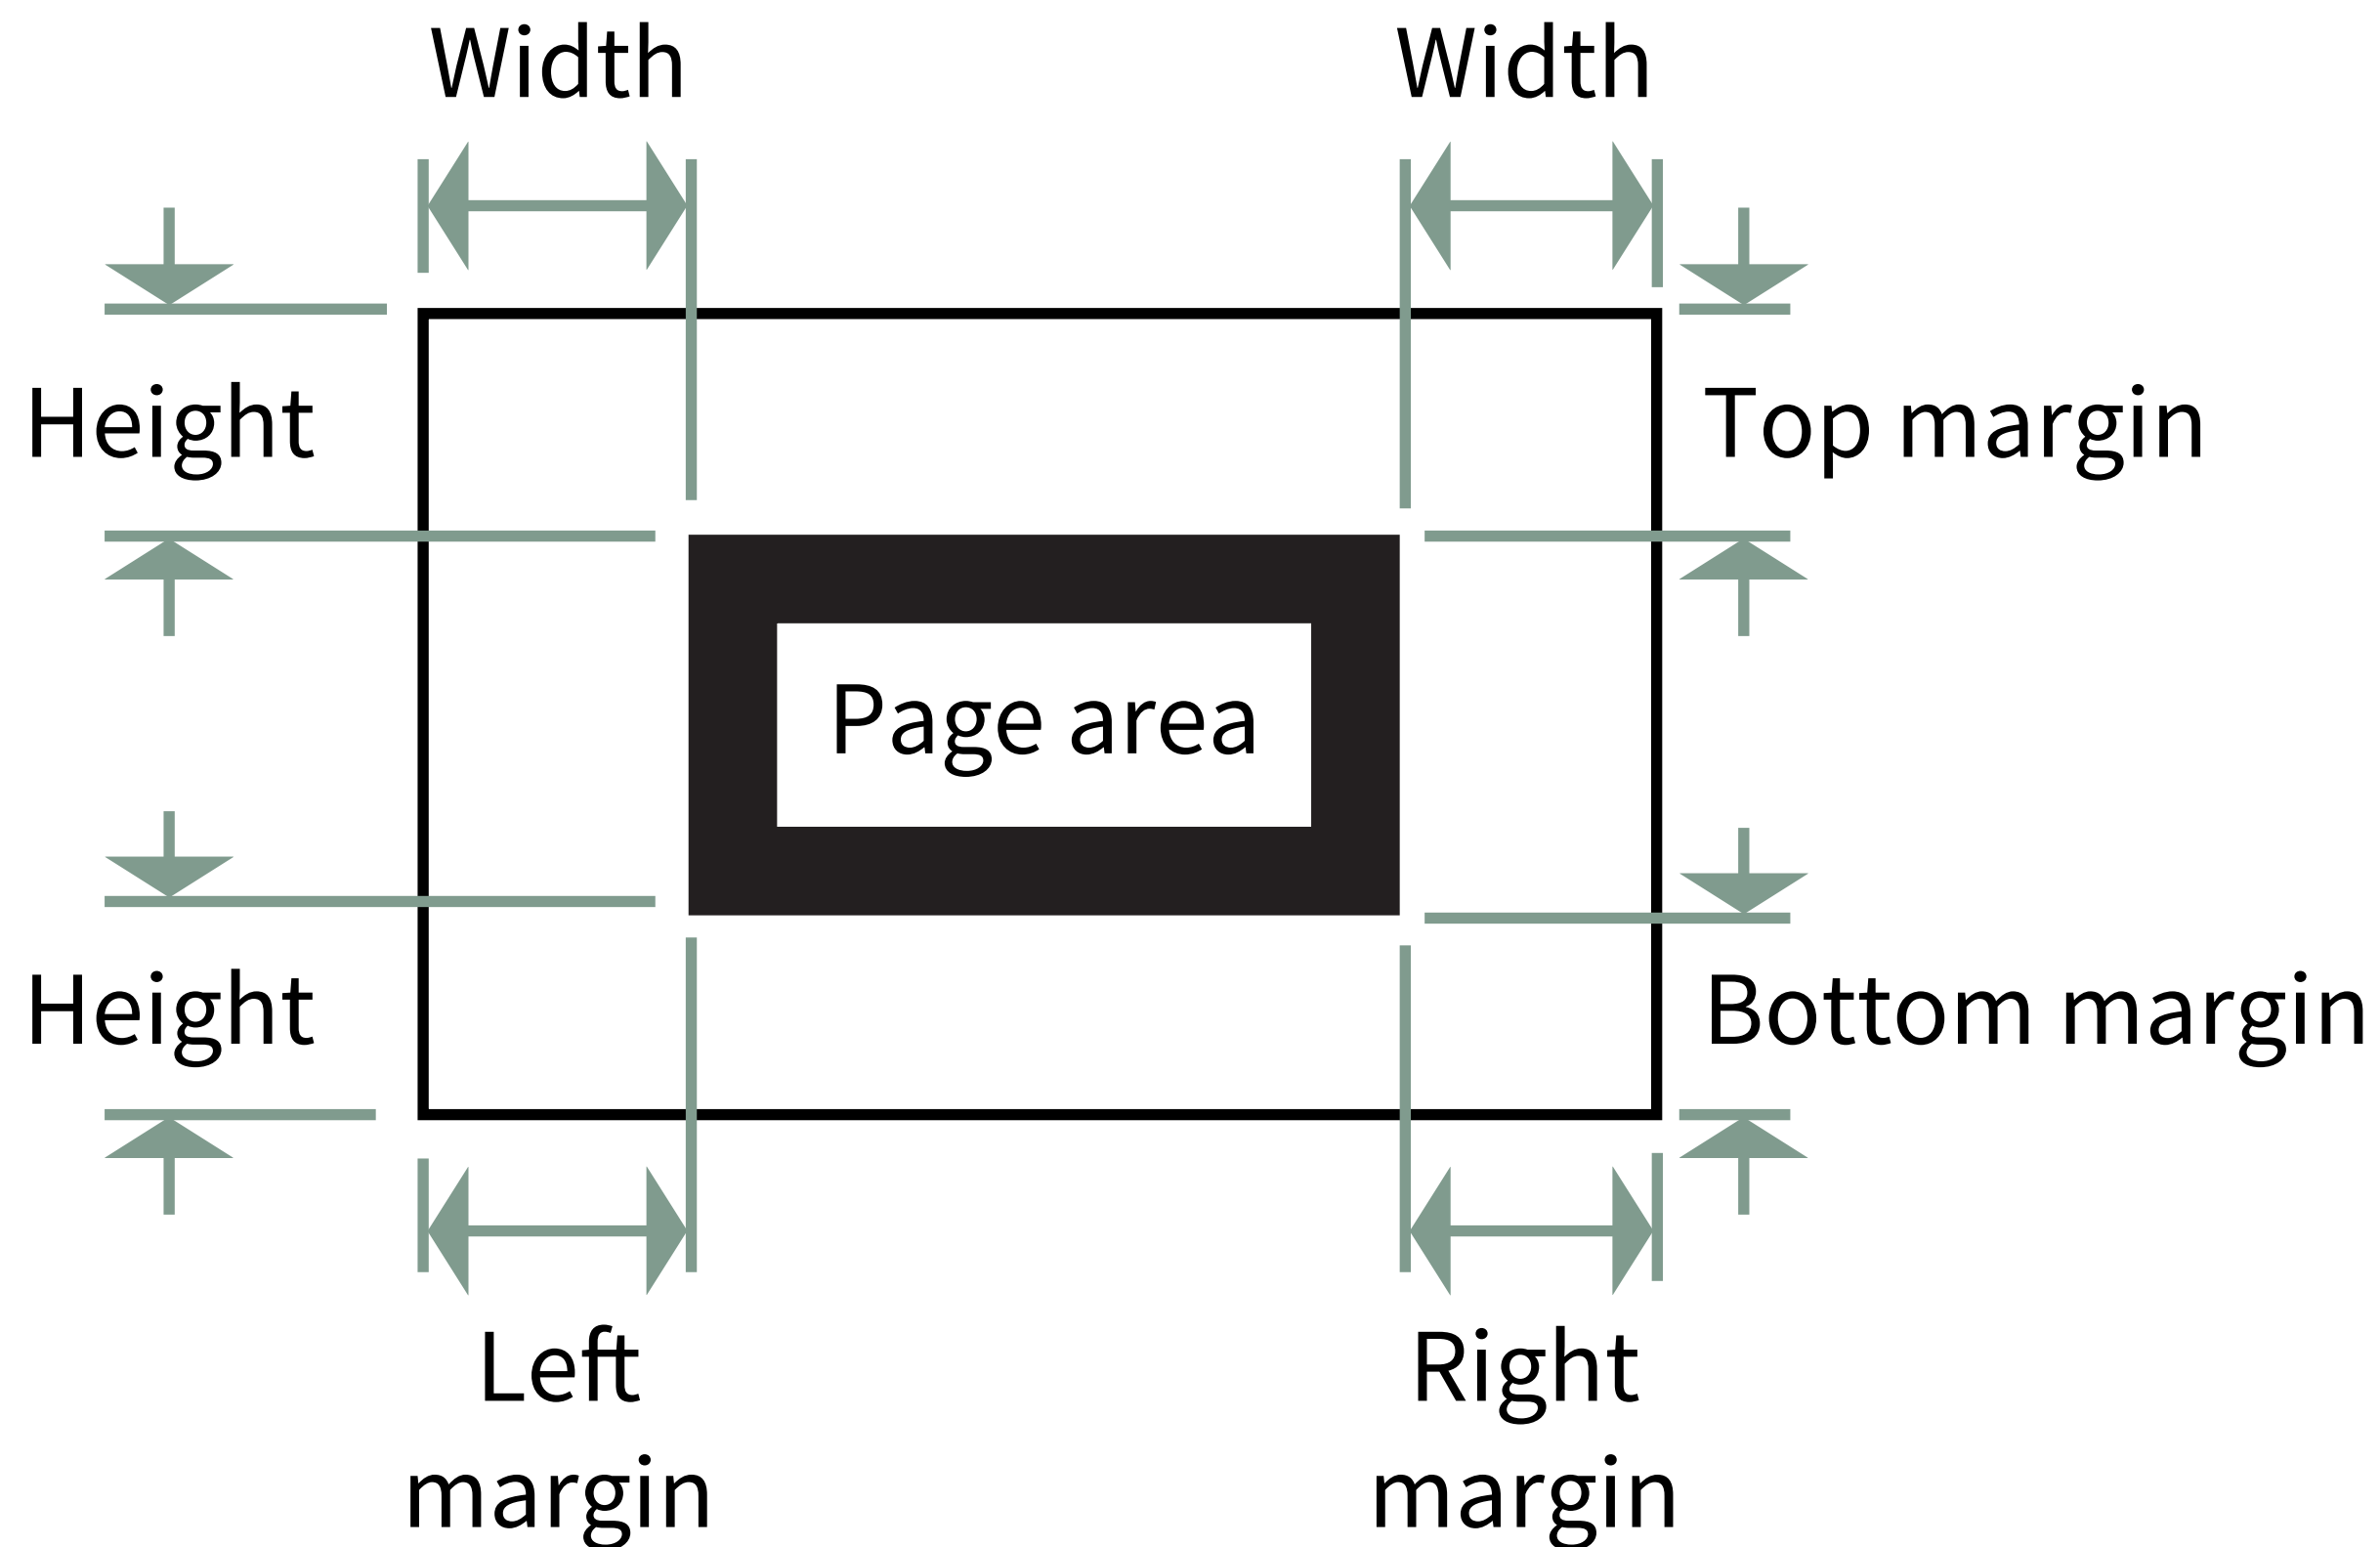 Width
Width
Height
Top margin
Page area
Height
Bottom margin
Left
margin
Right
margin